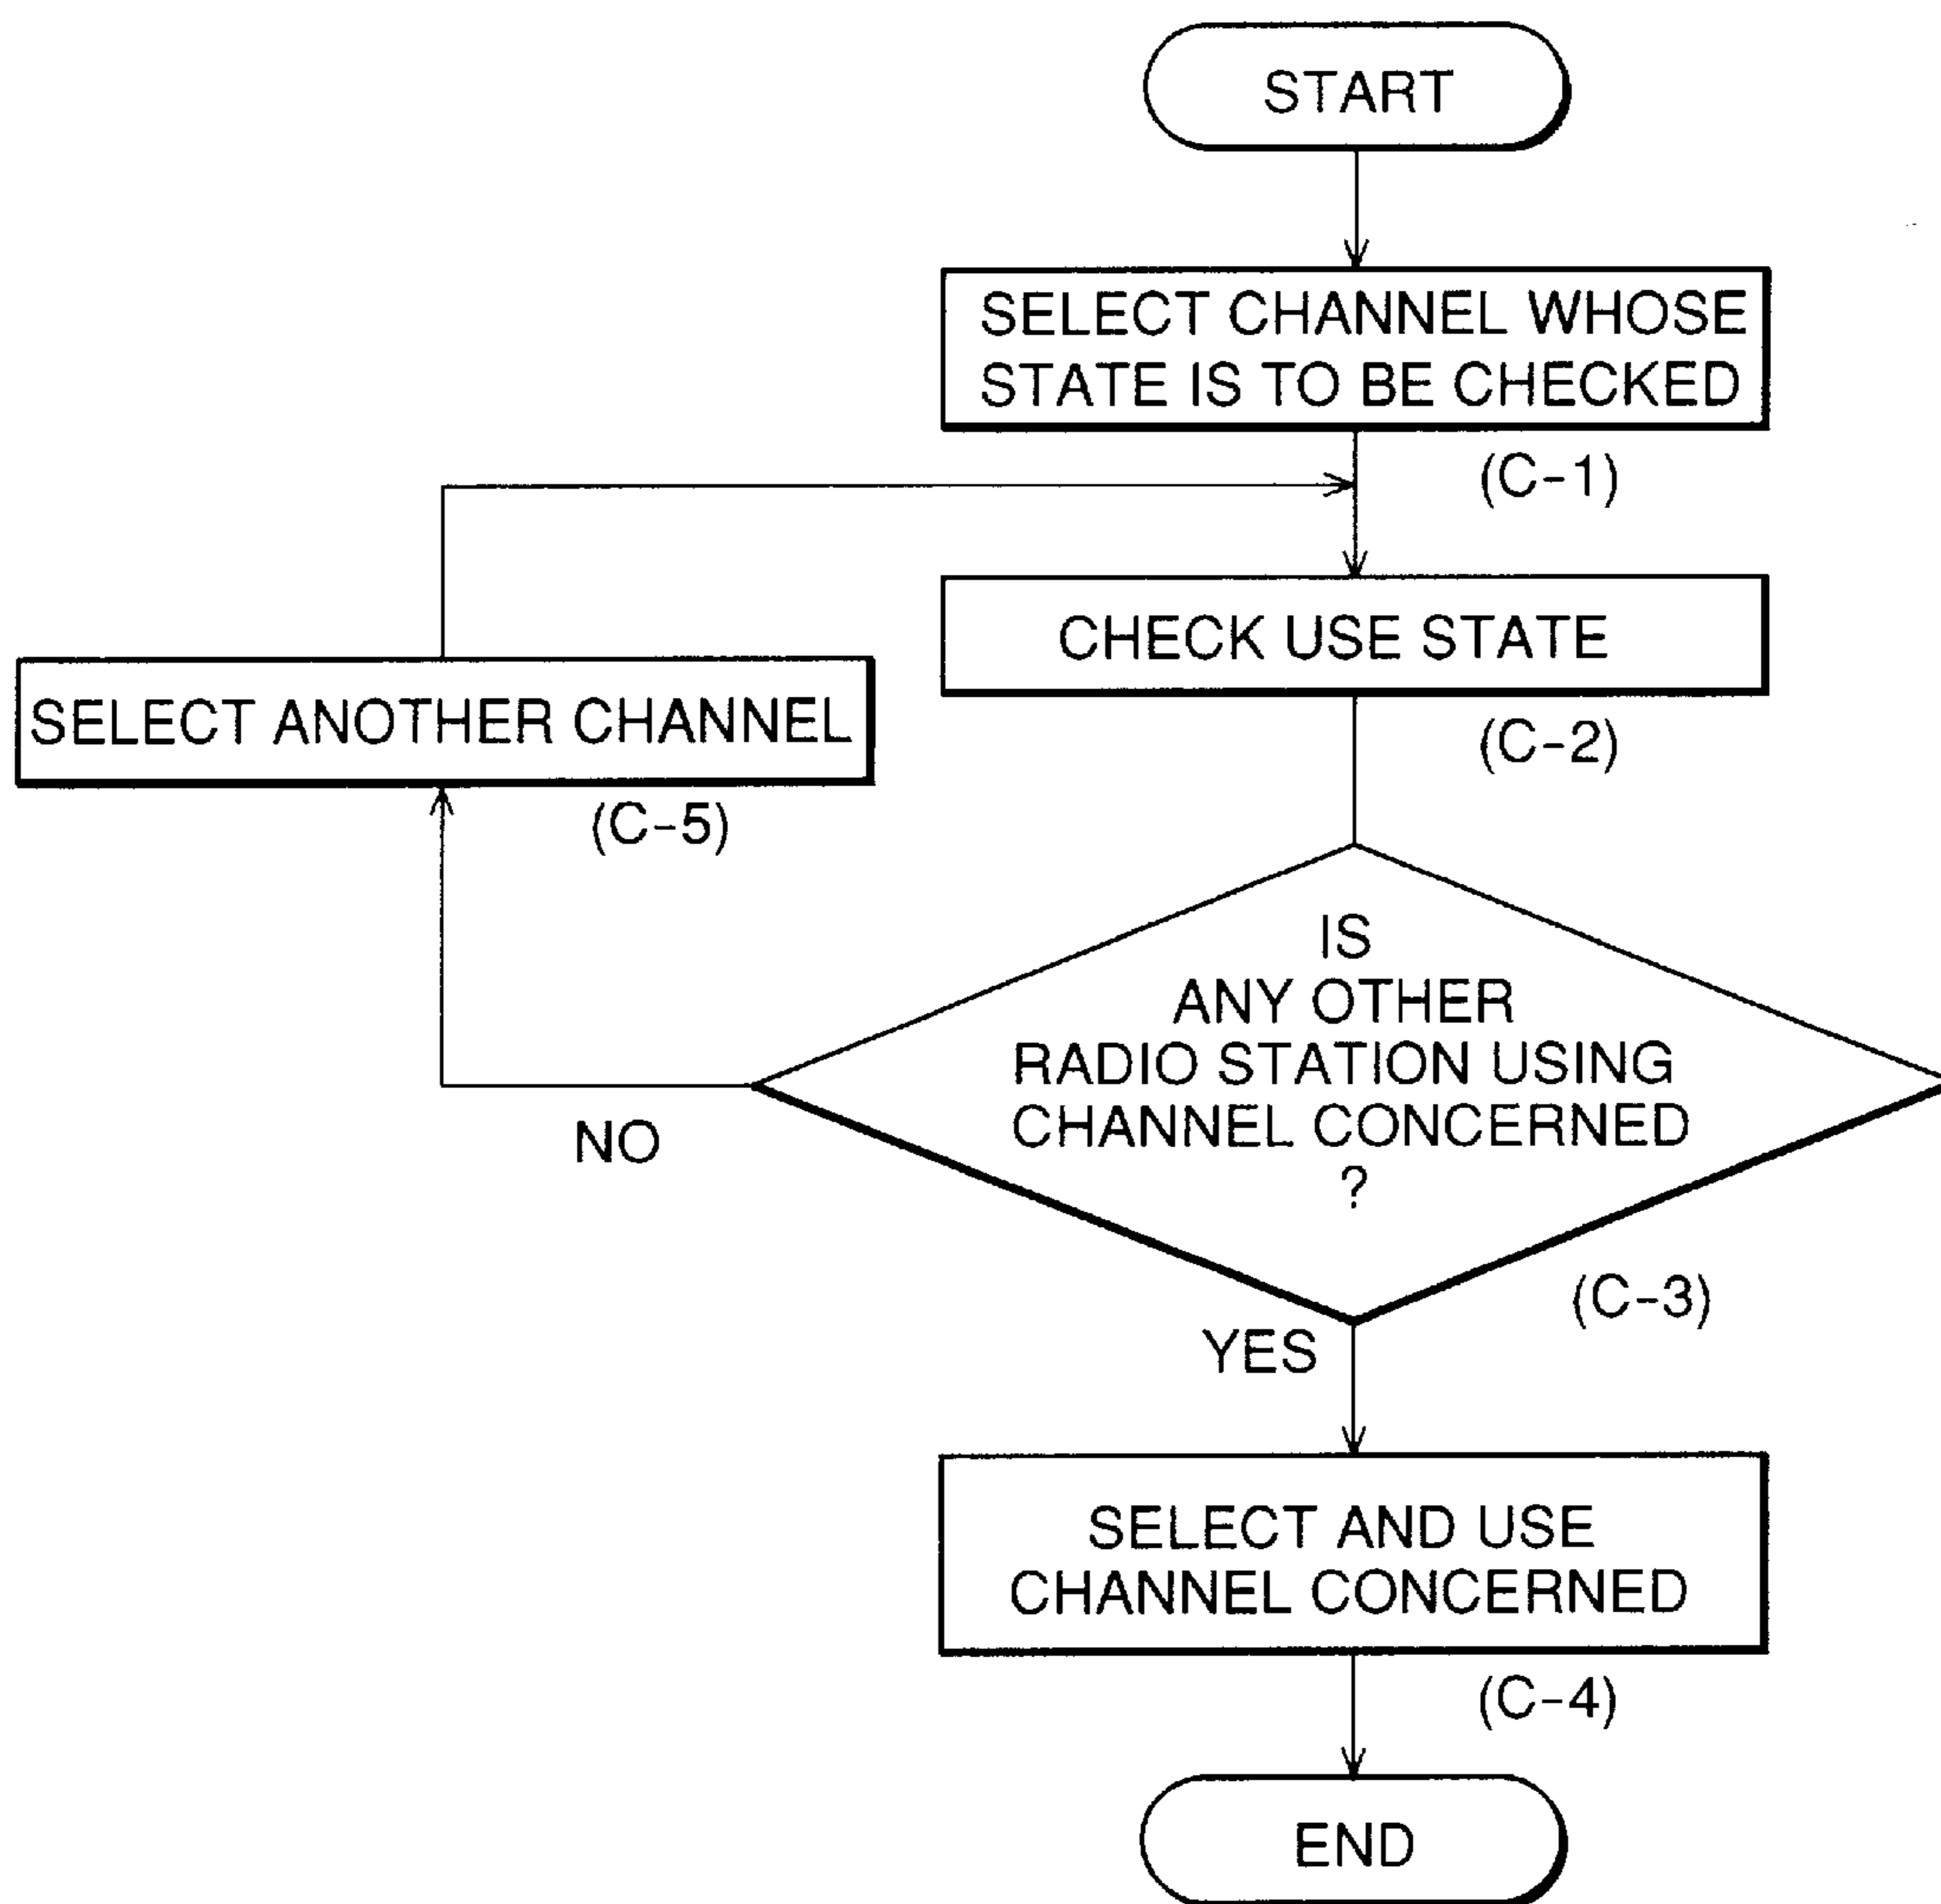 START
SELECT CHANNEL WHOSE
STATE IS TO BE CHECKED
(C-1)
CHECK USE STATE
(C-2)
SELECT ANOTHER CHANNEL
(C-5)
IS
ANY OTHER
RADIO STATION USING
CHANNEL CONCERNED
?
(C-3)
NO
YES
SELECT AND USE
CHANNEL CONCERNED
(C-4)
END